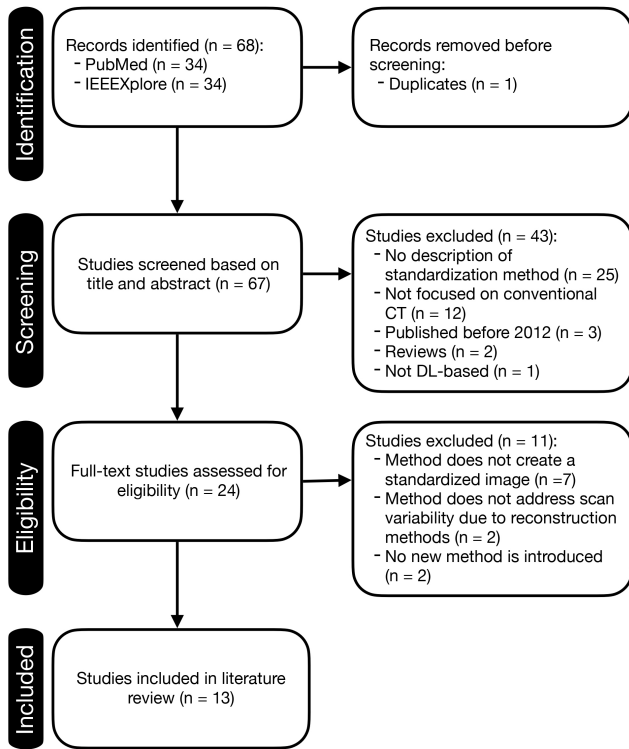 Identification
Records identified (n = 68):
- PubMed (n = 34)
- IEEEXplore (n = 34)
Records removed before
screening:
- Duplicates (n = 1)
Screening
Studies screened based on
title and abstract (n = 67)
Studies excluded (n = 43):
- No description of
standardization method (n = 25)
- Not focused on conventional
CT (n = 12)
- Published before 2012 (n = 3)
- Reviews (n = 2)
- Not DL-based (n = 1)
Eligibility
Full-text studies assessed for
eligibility (n = 24)
Studies excluded (n = 11):
- Method does not create a
standardized image (n =7)
- Method does not address scan
variability due to reconstruction
methods (n = 2)
- No new method is introduced
(n = 2)
Included
Studies included in literature
review (n = 13)